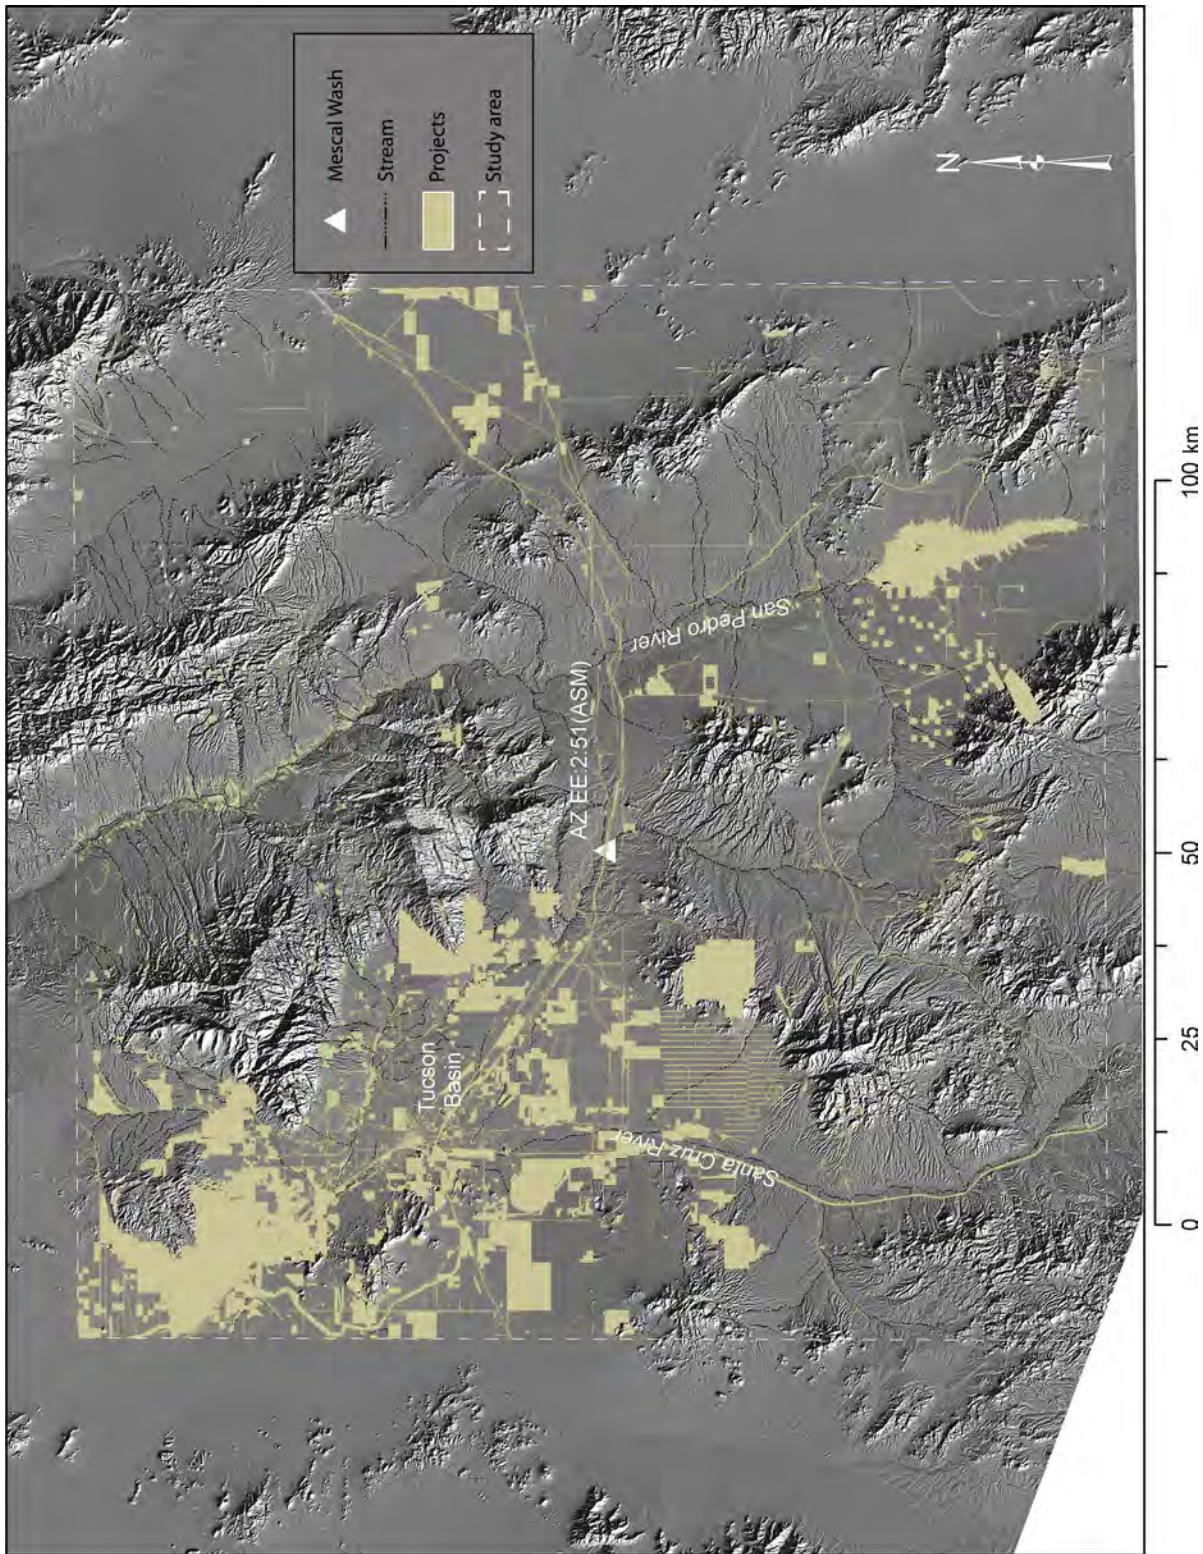 Mescal Wash
Stream
Projects
Study area
N
AZ EE:2:51(ASM)
Tucson
Basin
San Pedro River
Santa Cruz River
0
25
50
100 km